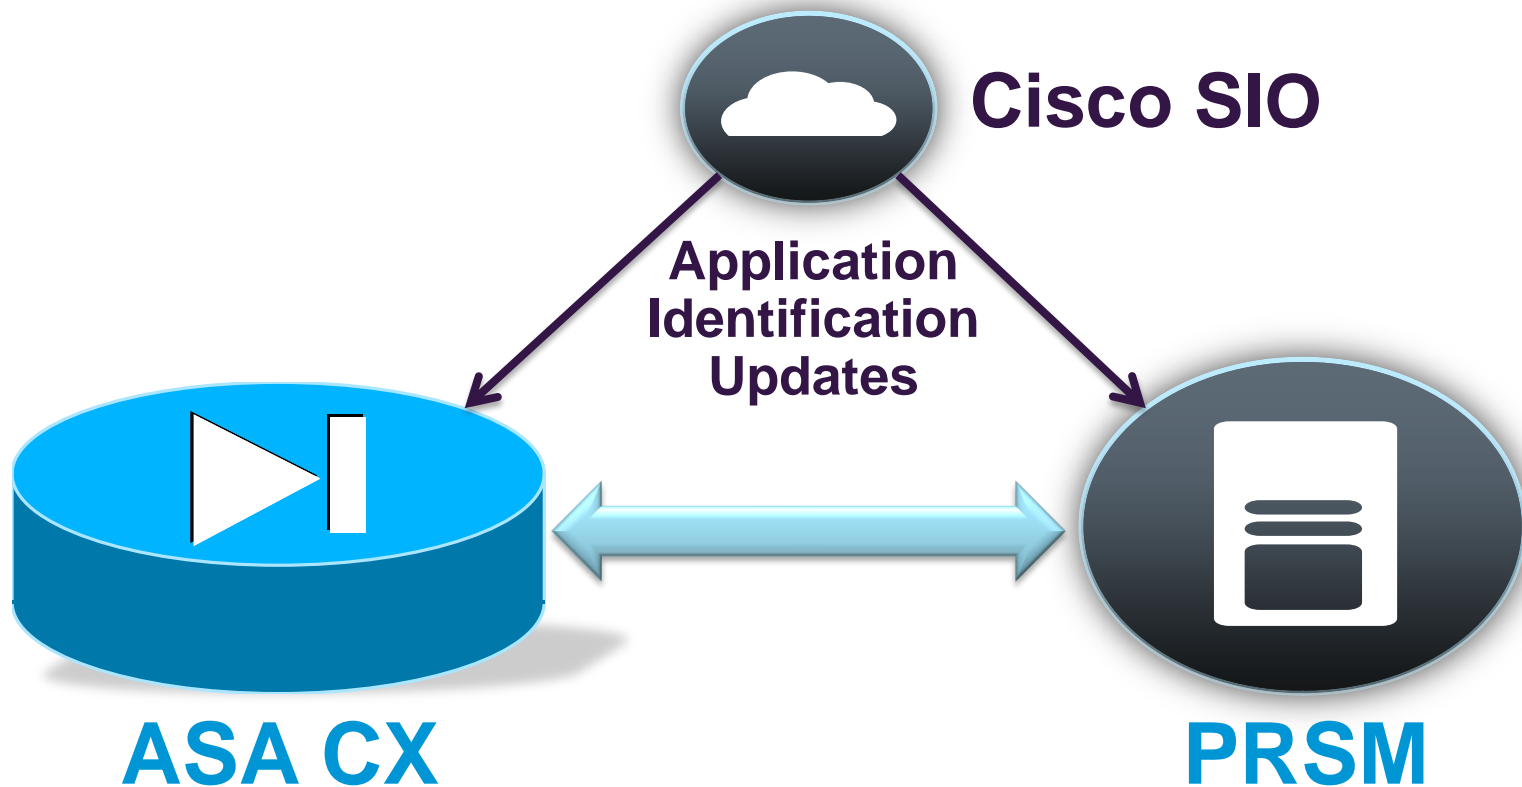 Cisco SIO
Application
Identification
Updates
ASA CX
PRSM